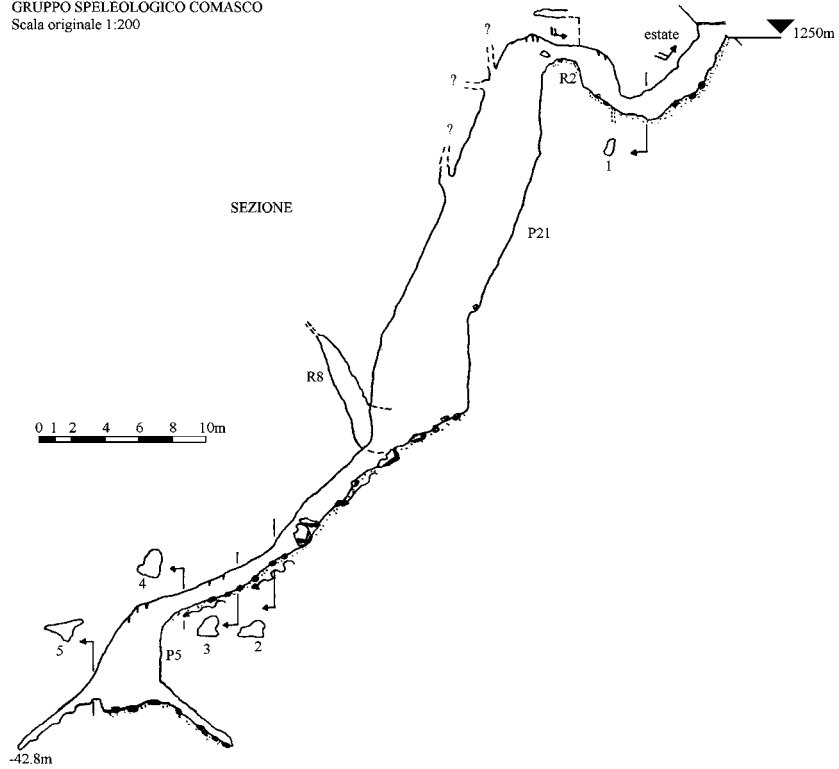 GRUPPO SPELEOLOGICO COMASCO
Scala originale 1:200
estate
1250m
?
R2
?
1
?
SEZIONE
P21
R8
0 1 2 4 6 8 10m
4
5
3
2
P5
-42.8m